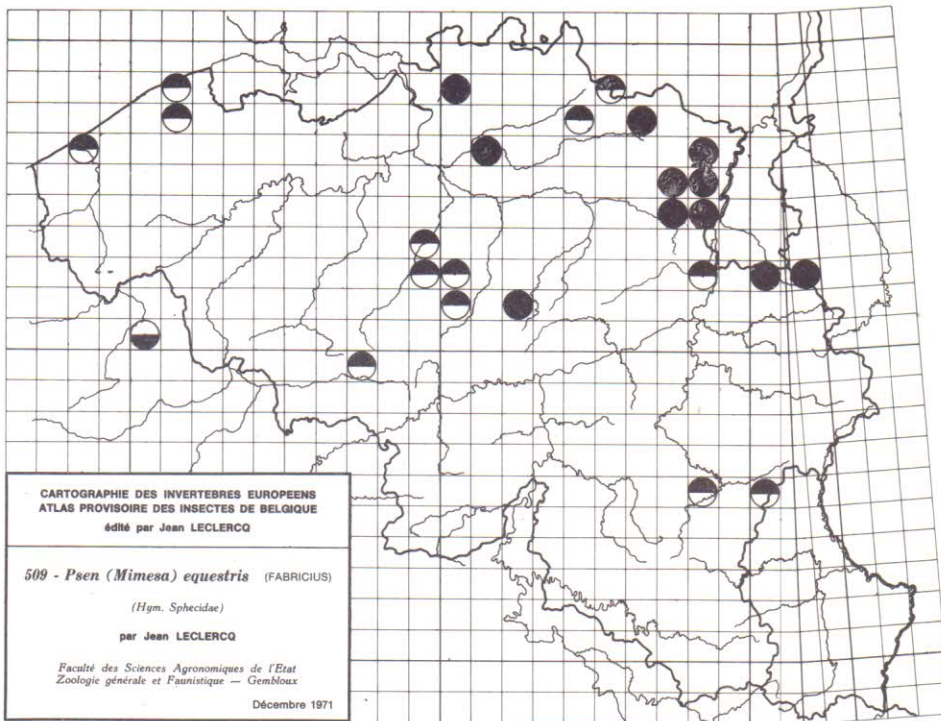 CARTOGRAPHIE DES INVERTEBRES EUROPEENS
ATLAS PROVISOIRE DES INSECTES DE BELGIQUE
édité par Jean LECLERCQ
509 - Psen (Mimesa) equestris (FABRICIUS)
(Hym. Sphecidae)
par Jean LECLERCQ
Faculté des Sciences Agronomiques de l'Etat
Zoologie générale et Faunistique — Gembloux
Décembre 1971